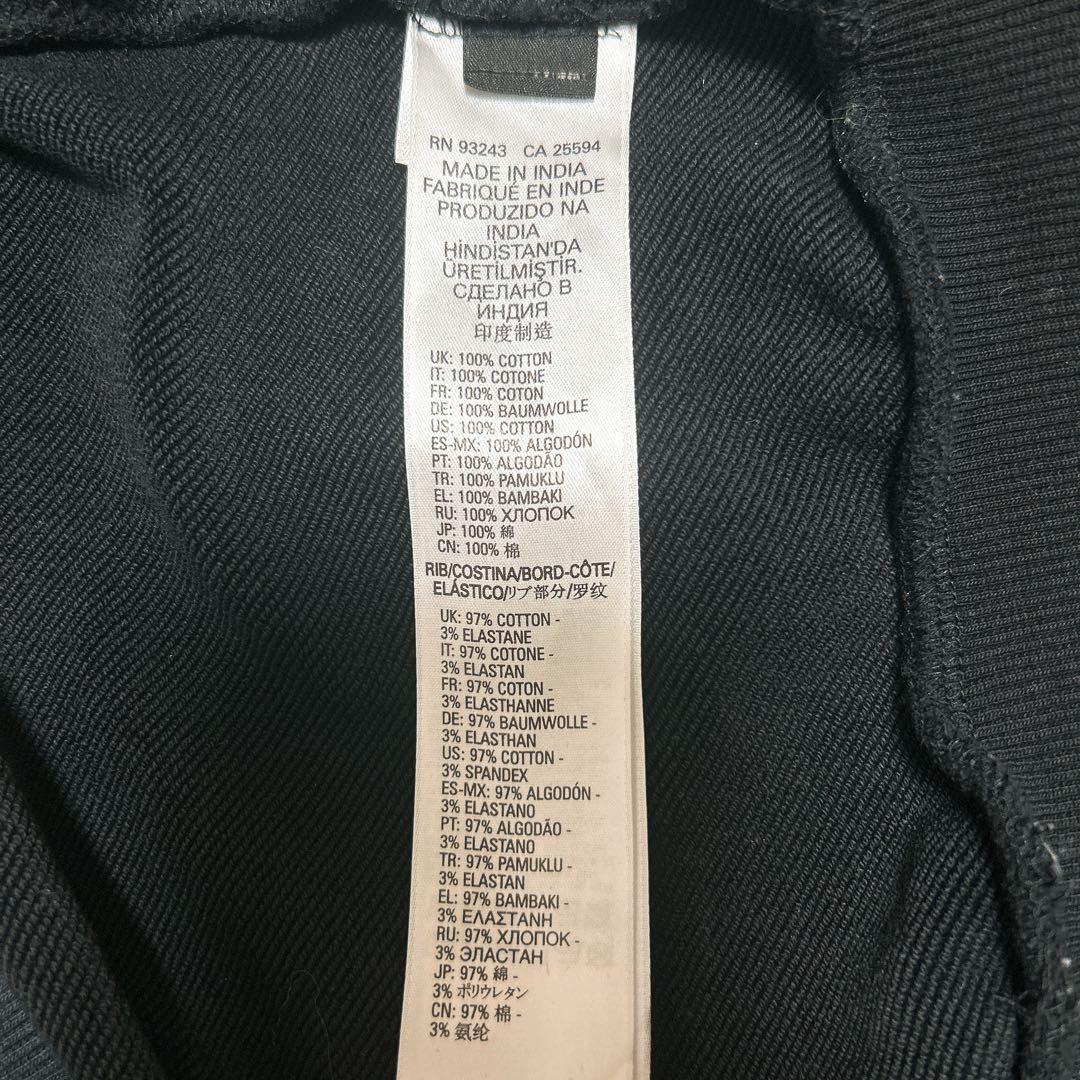 RN 93243 CA 25594
MADE IN INDIA
FABRIQUÉ EN INDE
PRODUZIDO NA
INDIA
HİNDİSTAN'DA
ÜRETİLMİŞTİR.
СДЕЛАНО В
ИНДИЯ
印度制造
UK: 100% COTTON
IT: 100% COTONE
FR: 100% COTON
DE: 100% BAUMWOLLE
US: 100% COTTON
ES-MX: 100% ALGODÓN
PT: 100% ALGODÃO
TR: 100% PAMUKLU
EL: 100% BAMBAKI
RU: 100% ХЛОПОК
JP: 100% 綿
CN: 100% 棉
RIB/COSTINA/BORD-CÔTE/
ELÁSTICO/リブ部分/罗纹
UK: 97% COTTON -
3% ELASTANE
IT: 97% COTONE -
3% ELASTAN
FR: 97% COTON -
3% ELASTHANNE
DE: 97% BAUMWOLLE -
3% ELASTHAN
US: 97% COTTON -
3% SPANDEX
ES-MX: 97% ALGODÓN -
3% ELASTANO
PT: 97% ALGODÃO -
3% ELASTANO
TR: 97% PAMUKLU -
3% ELASTAN
EL: 97% BAMBAKI -
3% ΕΛΑΣΤΑΝΗ
RU: 97% ХЛОПОК -
3% ЭЛАСТАН
JP: 97% 綿 -
3% ポリウレタン
CN: 97% 棉 -
3% 氨纶